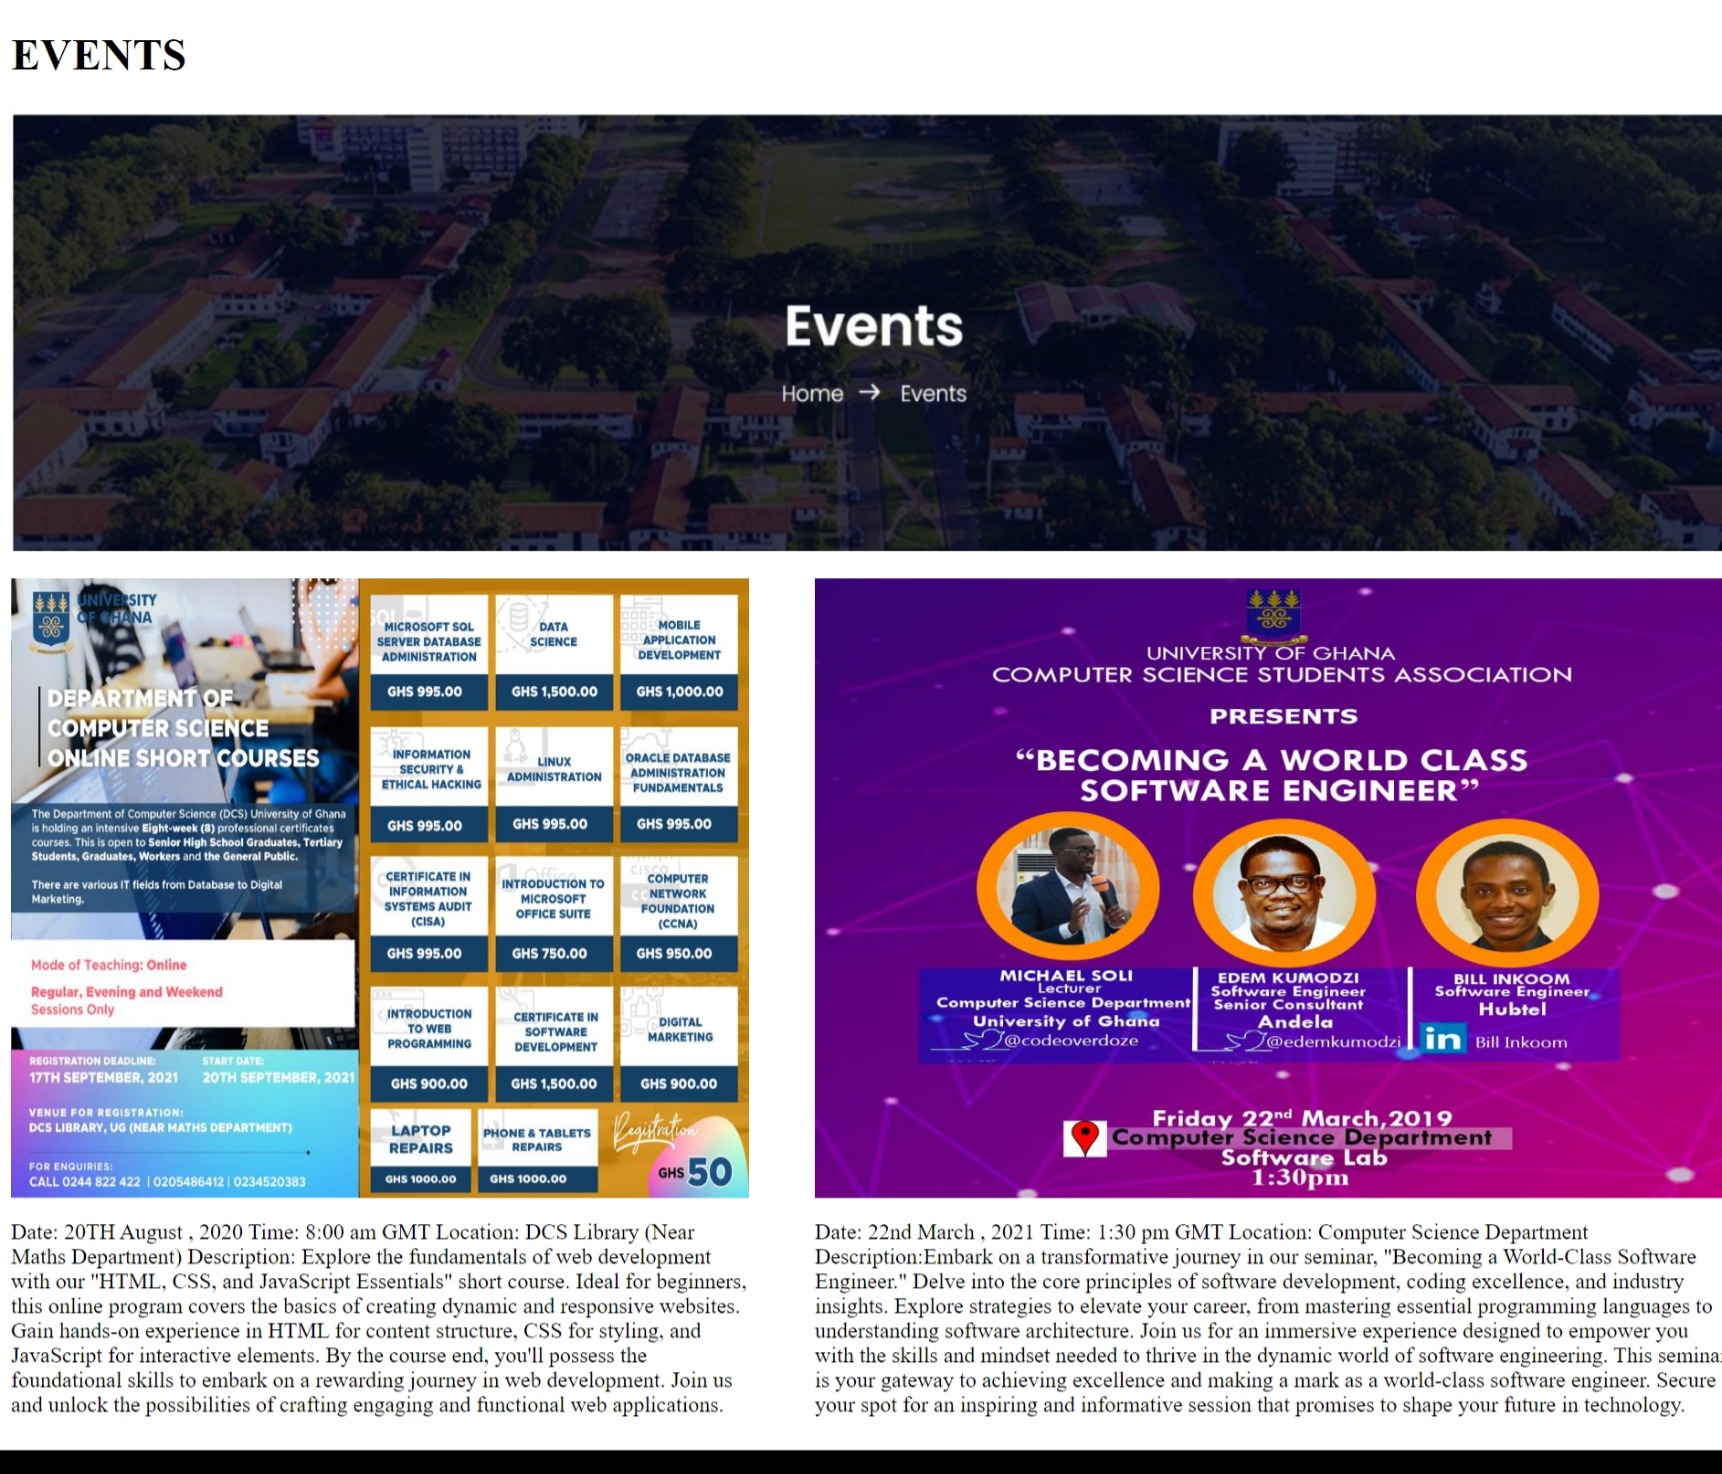 EVENTS
Events
Home → Events
UNIVERSITY
OF GHANA
DEPARTMENT OF
COMPUTER SCIENCE
ONLINE SHORT COURSES
The Department of Computer Science (DCS) University of Ghana
is holding an intensive Eight-week (8) professional certificates
courses. This is open to Senior High School Graduates, Tertiary
Students, Graduates, Workers and the General Public.
There are various IT fields from Database to Digital
Marketing.
Mode of Teaching: Online
Regular, Evening and Weekend
Sessions Only
REGISTRATION DEADLINE:
17TH SEPTEMBER, 2021
START DATE:
20TH SEPTEMBER, 2021
VENUE FOR REGISTRATION:
DCS LIBRARY, UG (NEAR MATHS DEPARTMENT)
FOR ENQUIRIES:
CALL 0244 822 422 | 0205486412 | 0234520383
MICROSOFT SQL
SERVER DATABASE
ADMINISTRATION
GHS 995.00
DATA
SCIENCE
GHS 1,500.00
MOBILE
APPLICATION
DEVELOPMENT
GHS 1,000.00
INFORMATION
SECURITY &
ETHICAL HACKING
GHS 995.00
LINUX
ADMINISTRATION
GHS 995.00
ORACLE DATABASE
ADMINISTRATION
FUNDAMENTALS
GHS 995.00
CERTIFICATE IN
INFORMATION
SYSTEMS AUDIT
(CISA)
GHS 995.00
INTRODUCTION TO
MICROSOFT
OFFICE SUITE
GHS 750.00
COMPUTER
NETWORK
FOUNDATION
(CCNA)
GHS 950.00
INTRODUCTION
TO WEB
PROGRAMMING
GHS 900.00
CERTIFICATE IN
SOFTWARE
DEVELOPMENT
GHS 1,500.00
DIGITAL
MARKETING
GHS 900.00
LAPTOP
REPAIRS
GHS 1000.00
PHONE & TABLETS
REPAIRS
GHS 1000.00
Registration
GHS 50
UNIVERSITY OF GHANA
COMPUTER SCIENCE STUDENTS ASSOCIATION
PRESENTS
“BECOMING A WORLD CLASS
SOFTWARE ENGINEER”
MICHAEL SOLI
Lecturer
Computer Science Department
University of Ghana
@codeoverdoze
EDEM KUMODZI
Software Engineer
Senior Consultant
Andela
@edemkumodzi
BILL INKOOM
Software Engineer
Hubtel
in Bill Inkoom
Friday 22nd March,2019
Computer Science Department
Software Lab
1:30pm
Date: 20TH August , 2020 Time: 8:00 am GMT Location: DCS Library (Near
Maths Department) Description: Explore the fundamentals of web development
with our "HTML, CSS, and JavaScript Essentials" short course. Ideal for beginners,
this online program covers the basics of creating dynamic and responsive websites.
Gain hands-on experience in HTML for content structure, CSS for styling, and
JavaScript for interactive elements. By the course end, you'll possess the
foundational skills to embark on a rewarding journey in web development. Join us
and unlock the possibilities of crafting engaging and functional web applications.
Date: 22nd March , 2021 Time: 1:30 pm GMT Location: Computer Science Department
Description:Embark on a transformative journey in our seminar, "Becoming a World-Class Software
Engineer." Delve into the core principles of software development, coding excellence, and industry
insights. Explore strategies to elevate your career, from mastering essential programming languages to
understanding software architecture. Join us for an immersive experience designed to empower you
with the skills and mindset needed to thrive in the dynamic world of software engineering. This semina
is your gateway to achieving excellence and making a mark as a world-class software engineer. Secure
your spot for an inspiring and informative session that promises to shape your future in technology.